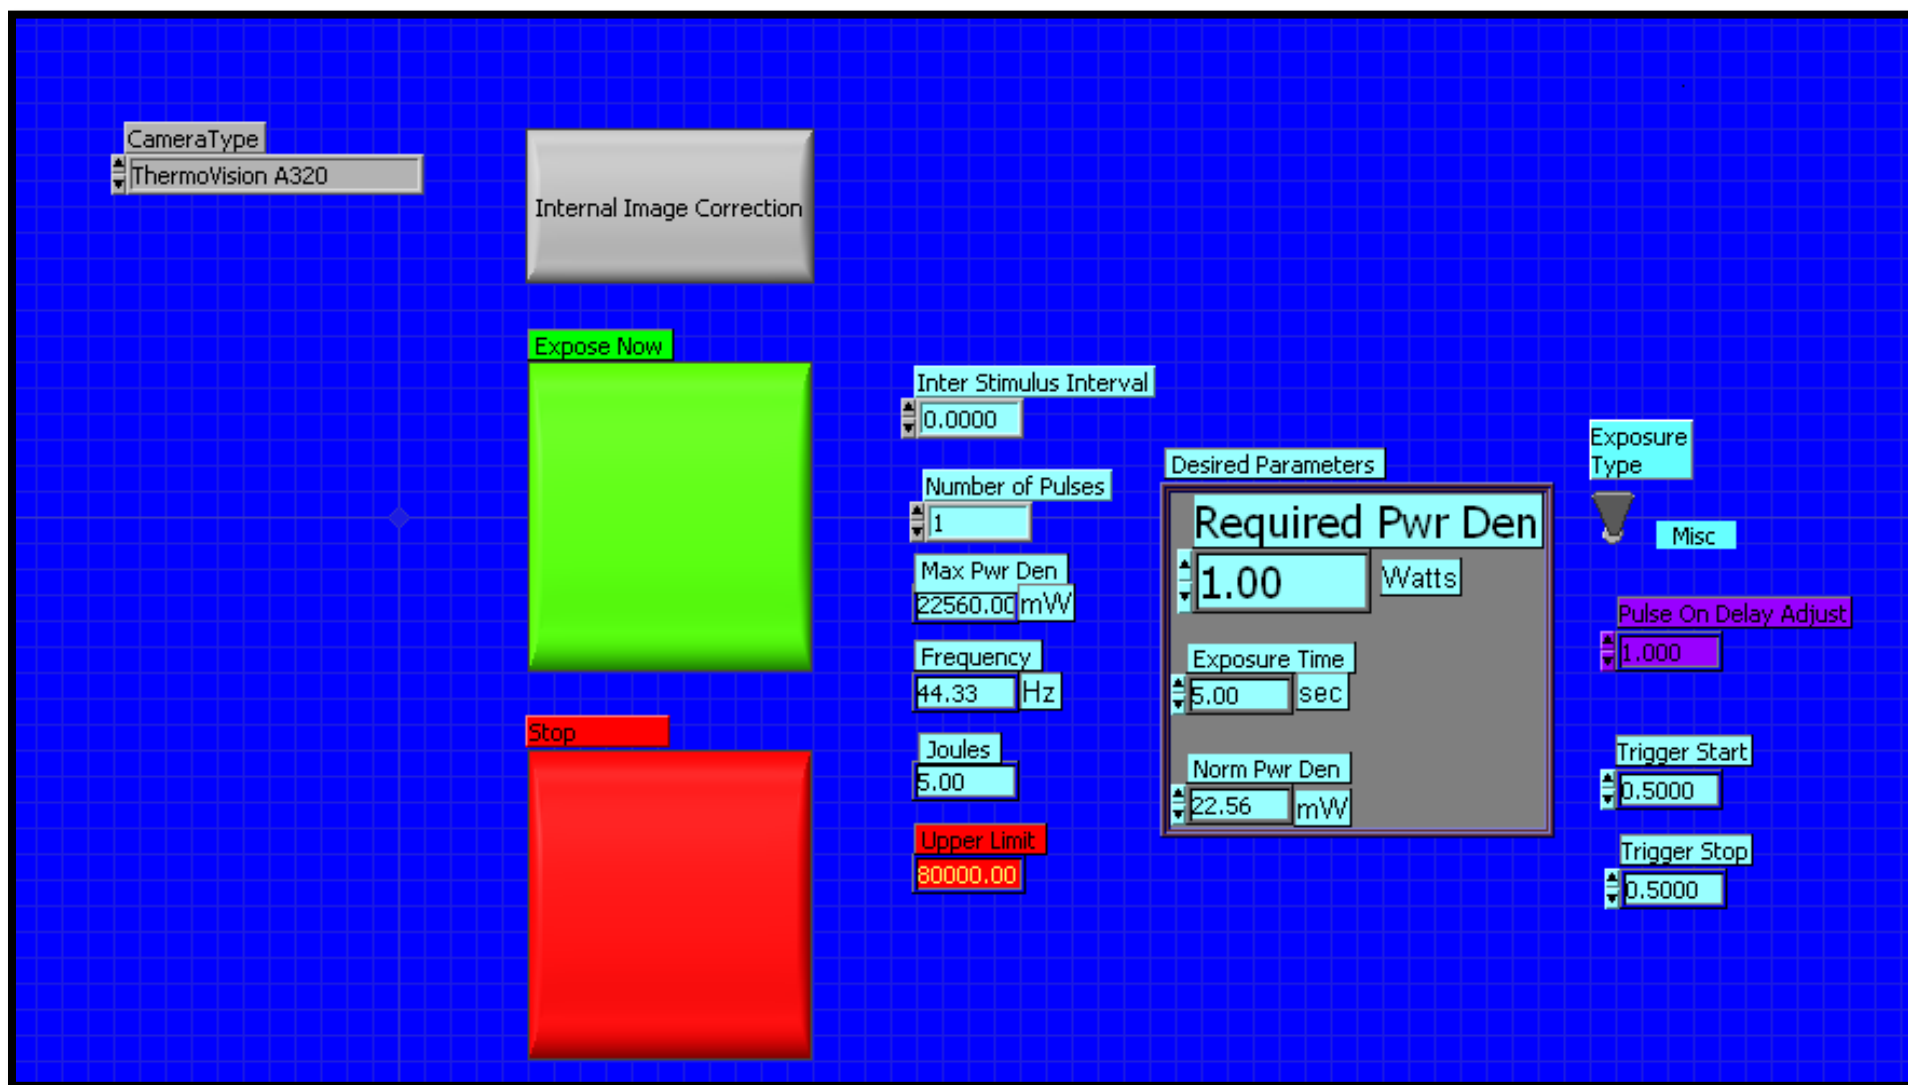 CameraType
ThermoVision A320
Internal Image Correction
Expose Now
Stop
Inter Stimulus Interval
0.0000
Number of Pulses
1
Max Pwr Den
22560.00 mW
Frequency
44.33 Hz
Joules
5.00
Upper Limit
80000.00
Desired Parameters
Required Pwr Den
1.00 Watts
Exposure Time
5.00 sec
Norm Pwr Den
22.56 mW
Exposure
Type
Misc
Pulse On Delay Adjust
1.000
Trigger Start
0.5000
Trigger Stop
0.5000